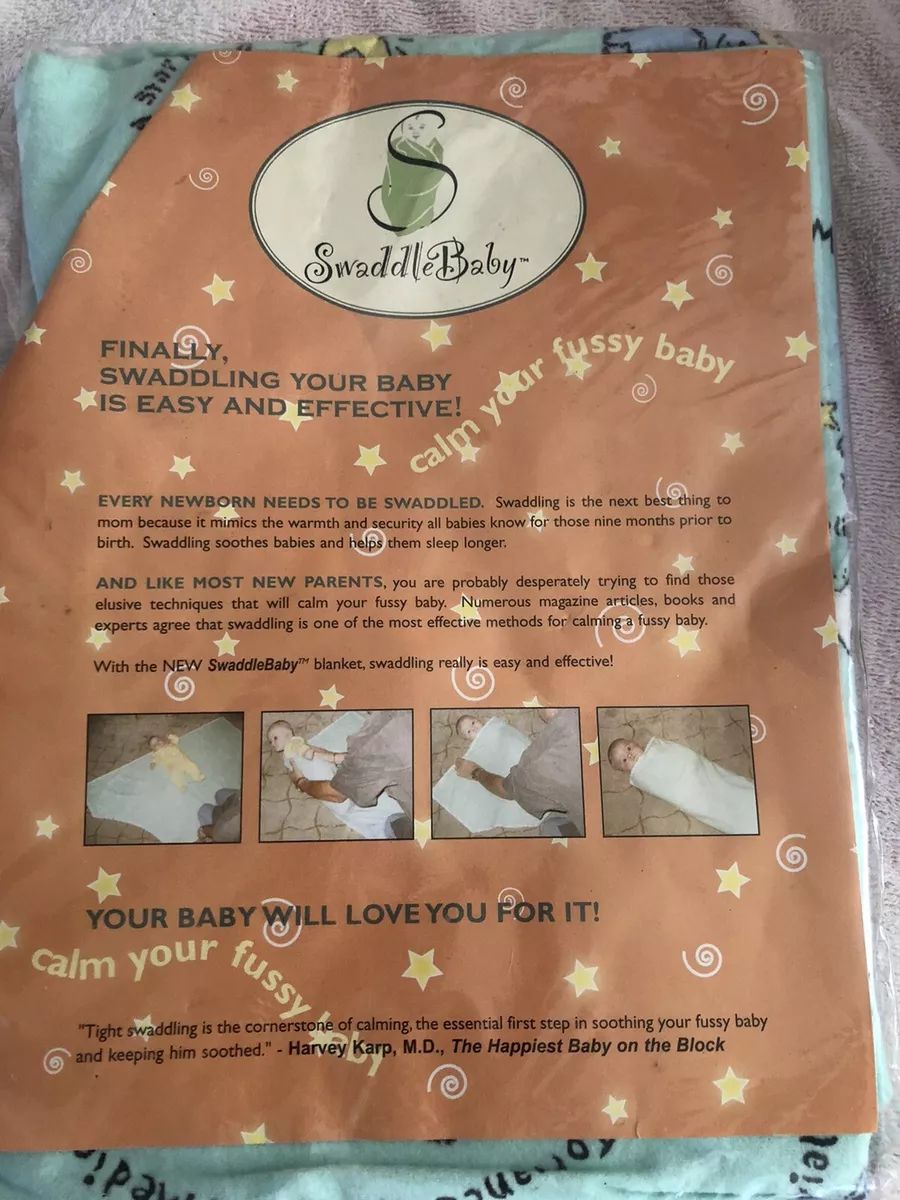 SwaddleBaby™
FINALLY,
SWADDLING YOUR BABY
IS EASY AND EFFECTIVE!
calm your fussy baby
EVERY NEWBORN NEEDS TO BE SWADDLED. Swaddling is the next best thing to
mom because it mimics the warmth and security all babies know for those nine months prior to
birth. Swaddling soothes babies and helps them sleep longer.
AND LIKE MOST NEW PARENTS, you are probably desperately trying to find those
elusive techniques that will calm your fussy baby. Numerous magazine articles, books and
experts agree that swaddling is one of the most effective methods for calming a fussy baby.
With the NEW SwaddleBaby™ blanket, swaddling really is easy and effective!
YOUR BABY WILL LOVE YOU FOR IT!
calm your fussy baby
"Tight swaddling is the cornerstone of calming, the essential first step in soothing your fussy baby
and keeping him soothed." - Harvey Karp, M.D., The Happiest Baby on the Block